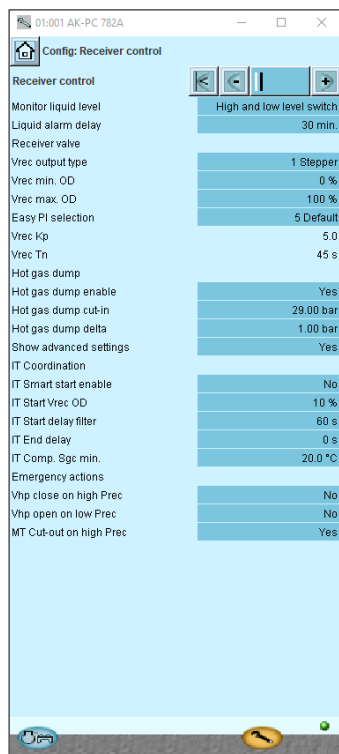 01:001 AK-PC 782A
Config: Receiver control
Receiver control
Monitor liquid level High and low level switch
Liquid alarm delay 30 min.
Receiver valve
Vrec output type 1 Stepper
Vrec min. OD 0 %
Vrec max. OD 100 %
Easy PI selection 5 Default
Vrec Kp 5.0
Vrec Tn 45 s
Hot gas dump
Hot gas dump enable Yes
Hot gas dump cut-in 29.00 bar
Hot gas dump delta 1.00 bar
Show advanced settings Yes
IT Coordination
IT Smart start enable No
IT Start Vrec OD 10 %
IT Start delay filter 60 s
IT End delay 0 s
IT Comp. Sgc min. 20.0 °C
Emergency actions
Vhp close on high Prec No
Vhp open on low Prec No
MT Cut-out on high Prec Yes